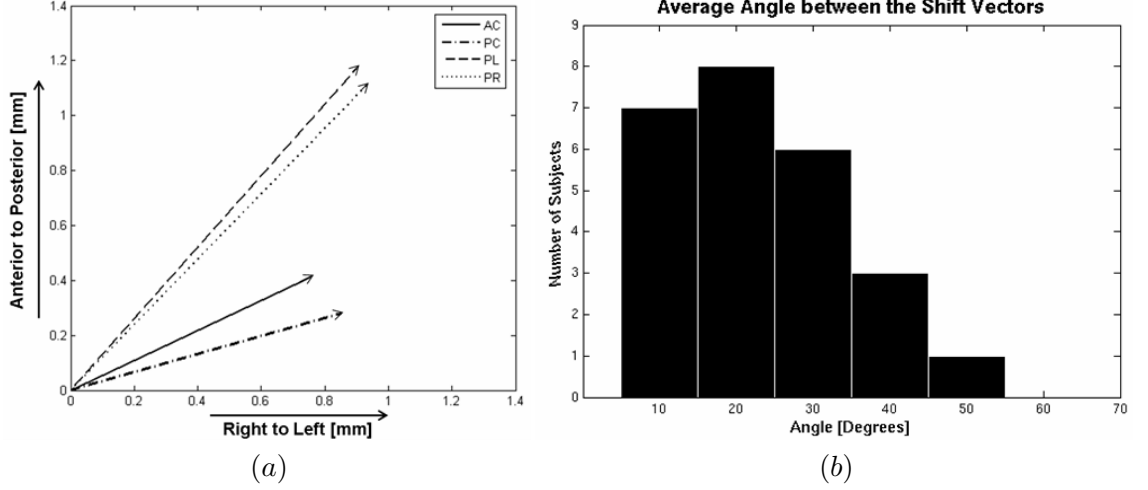 1.4
1.2
1
0.8
0.6
0.4
0.2
0
Anterior to Posterior [mm]
AC
PC
PL
PR
0 0.2 0.4 0.6 0.8 1 1.2 1.4
Right to Left [mm]
(a)
Average Angle between the Shift Vectors
9
8
7
6
5
4
3
2
1
0
Number of Subjects
10 20 30 40 50 60 70
Angle [Degrees]
(b)